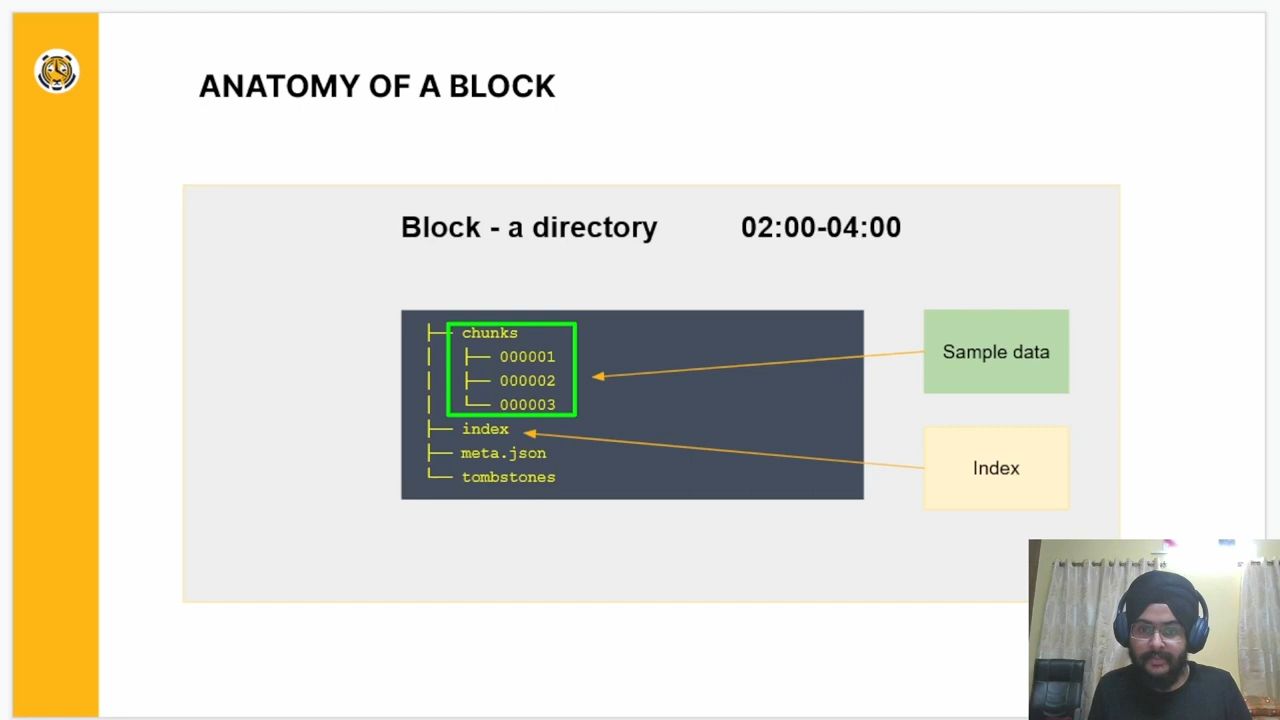 ANATOMY OF A BLOCK
Block - a directory 02:00-04:00
├── chunks
│   ├── 000001
│   ├── 000002
│   └── 000003
├── index
├── meta.json
└── tombstones
Sample data
Index